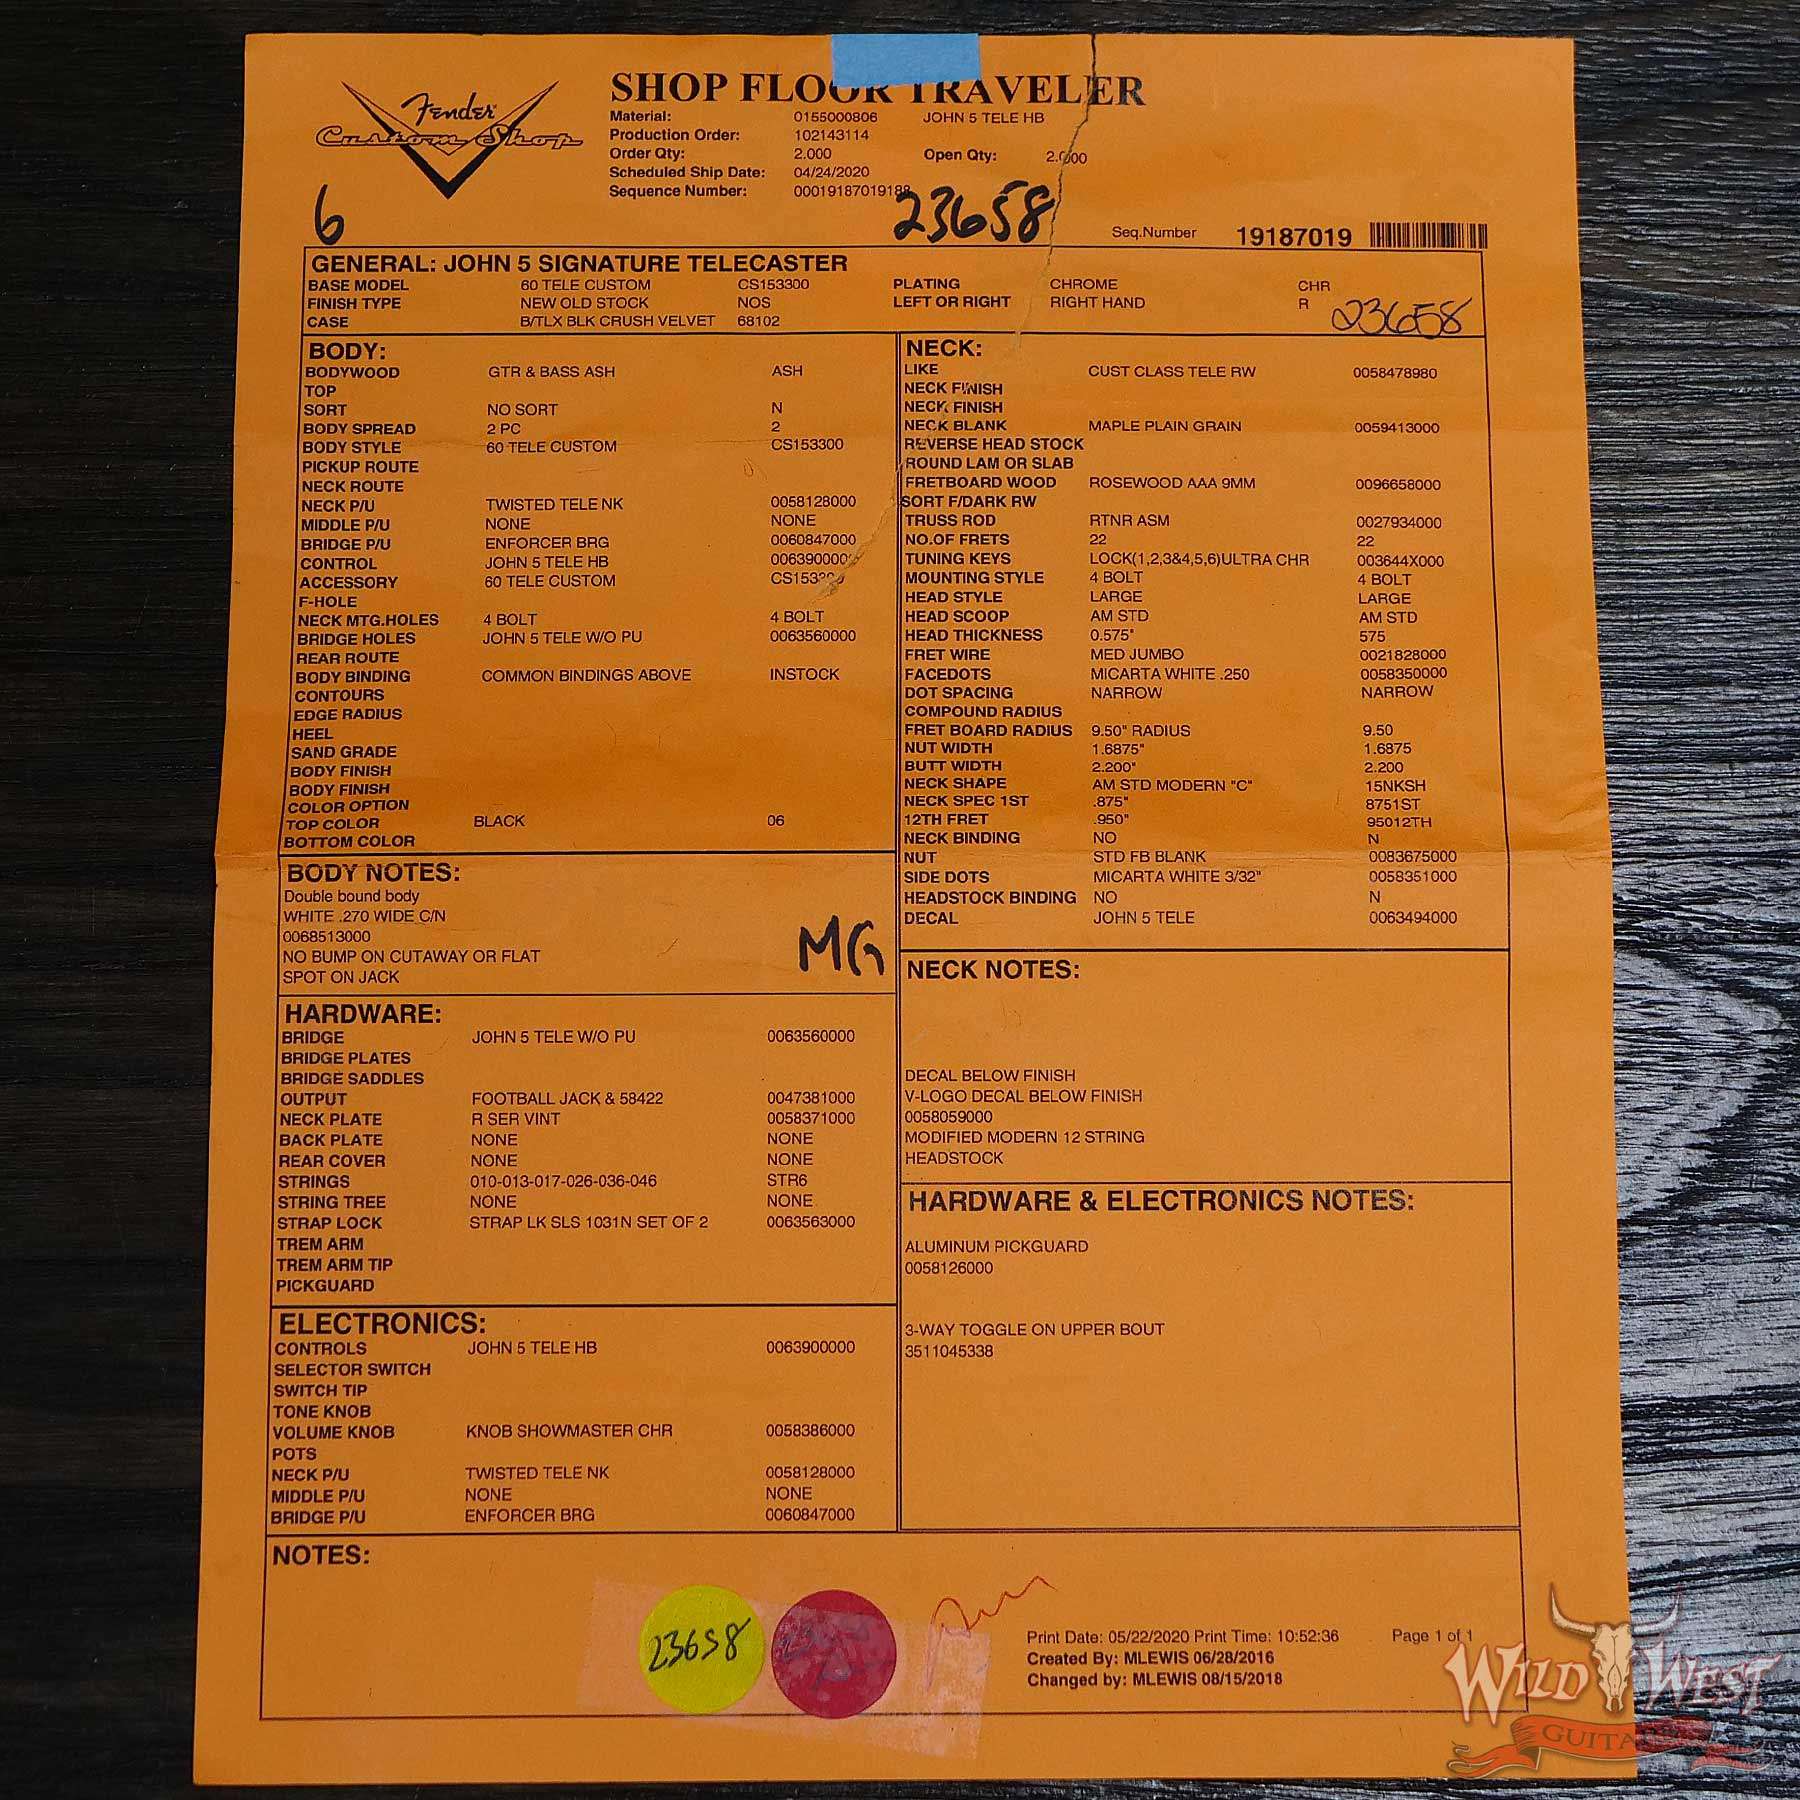 Fender
Custom Shop
SHOP FLOOR TRAVELER
Material: 0155000806 JOHN 5 TELE HB
Production Order: 102143114
Order Qty: 2.000 Open Qty: 2.000
Scheduled Ship Date: 04/24/2020
Sequence Number: 00019187019188
6
23658
Seq.Number 19187019
GENERAL: JOHN 5 SIGNATURE TELECASTER
BASE MODEL 60 TELE CUSTOM CS153300 PLATING CHROME CHR
FINISH TYPE NEW OLD STOCK NOS LEFT OR RIGHT RIGHT HAND R
CASE B/TLX BLK CRUSH VELVET 68102
23658
BODY:
BODYWOOD GTR & BASS ASH ASH
TOP
SORT NO SORT N
BODY SPREAD 2 PC 2
BODY STYLE 60 TELE CUSTOM CS153300
PICKUP ROUTE
NECK ROUTE
NECK P/U TWISTED TELE NK 0058128000
MIDDLE P/U NONE NONE
BRIDGE P/U ENFORCER BRG 0060847000
CONTROL JOHN 5 TELE HB 0063900000
ACCESSORY 60 TELE CUSTOM CS153300
F-HOLE
NECK MTG.HOLES 4 BOLT 4 BOLT
BRIDGE HOLES JOHN 5 TELE W/O PU 0063560000
REAR ROUTE
BODY BINDING COMMON BINDINGS ABOVE INSTOCK
CONTOURS
EDGE RADIUS
HEEL
SAND GRADE
BODY FINISH
BODY FINISH
COLOR OPTION
TOP COLOR BLACK 06
BOTTOM COLOR
BODY NOTES:
Double bound body
WHITE .270 WIDE C/N
0068513000
NO BUMP ON CUTAWAY OR FLAT
SPOT ON JACK
MG
HARDWARE:
BRIDGE JOHN 5 TELE W/O PU 0063560000
BRIDGE PLATES
BRIDGE SADDLES
OUTPUT FOOTBALL JACK & 58422 0047381000
NECK PLATE R SER VINT 0058371000
BACK PLATE NONE NONE
REAR COVER NONE NONE
STRINGS 010-013-017-026-036-046 STR6
STRING TREE NONE NONE
STRAP LOCK STRAP LK SLS 1031N SET OF 2 0063563000
TREM ARM
TREM ARM TIP
PICKGUARD
ELECTRONICS:
CONTROLS JOHN 5 TELE HB 0063900000
SELECTOR SWITCH
SWITCH TIP
TONE KNOB
VOLUME KNOB KNOB SHOWMASTER CHR 0058386000
POTS
NECK P/U TWISTED TELE NK 0058128000
MIDDLE P/U NONE NONE
BRIDGE P/U ENFORCER BRG 0060847000
NECK:
LIKE CUST CLASS TELE RW 0058478980
NECK FINISH
NECK FINISH
NECK BLANK MAPLE PLAIN GRAIN 0059413000
REVERSE HEAD STOCK
ROUND LAM OR SLAB
FRETBOARD WOOD ROSEWOOD AAA 9MM 0096658000
SORT F/DARK RW
TRUSS ROD RTNR ASM 0027934000
NO.OF FRETS 22 22
TUNING KEYS LOCK(1,2,3&4,5,6)ULTRA CHR 003644X000
MOUNTING STYLE 4 BOLT 4 BOLT
HEAD STYLE LARGE LARGE
HEAD SCOOP AM STD AM STD
HEAD THICKNESS 0.575" 575
FRET WIRE MED JUMBO 0021828000
FACEDOTS MICARTA WHITE .250 0058350000
DOT SPACING NARROW NARROW
COMPOUND RADIUS
FRET BOARD RADIUS 9.50" RADIUS 9.50
NUT WIDTH 1.6875" 1.6875
BUTT WIDTH 2.200" 2.200
NECK SHAPE AM STD MODERN "C" 15NKSH
NECK SPEC 1ST .875" 8751ST
12TH FRET .950" 95012TH
NECK BINDING NO N
NUT STD FB BLANK 0083675000
SIDE DOTS MICARTA WHITE 3/32" 0058351000
HEADSTOCK BINDING NO N
DECAL JOHN 5 TELE 0063494000
NECK NOTES:
DECAL BELOW FINISH
V-LOGO DECAL BELOW FINISH
0058059000
MODIFIED MODERN 12 STRING
HEADSTOCK
HARDWARE & ELECTRONICS NOTES:
ALUMINUM PICKGUARD
0058126000
3-WAY TOGGLE ON UPPER BOUT
3511045338
NOTES:
23658
Print Date: 05/22/2020 Print Time: 10:52:36 Page 1 of 1
Created By: MLEWIS 06/28/2016
Changed by: MLEWIS 08/15/2018
WILD WEST
GUITARS